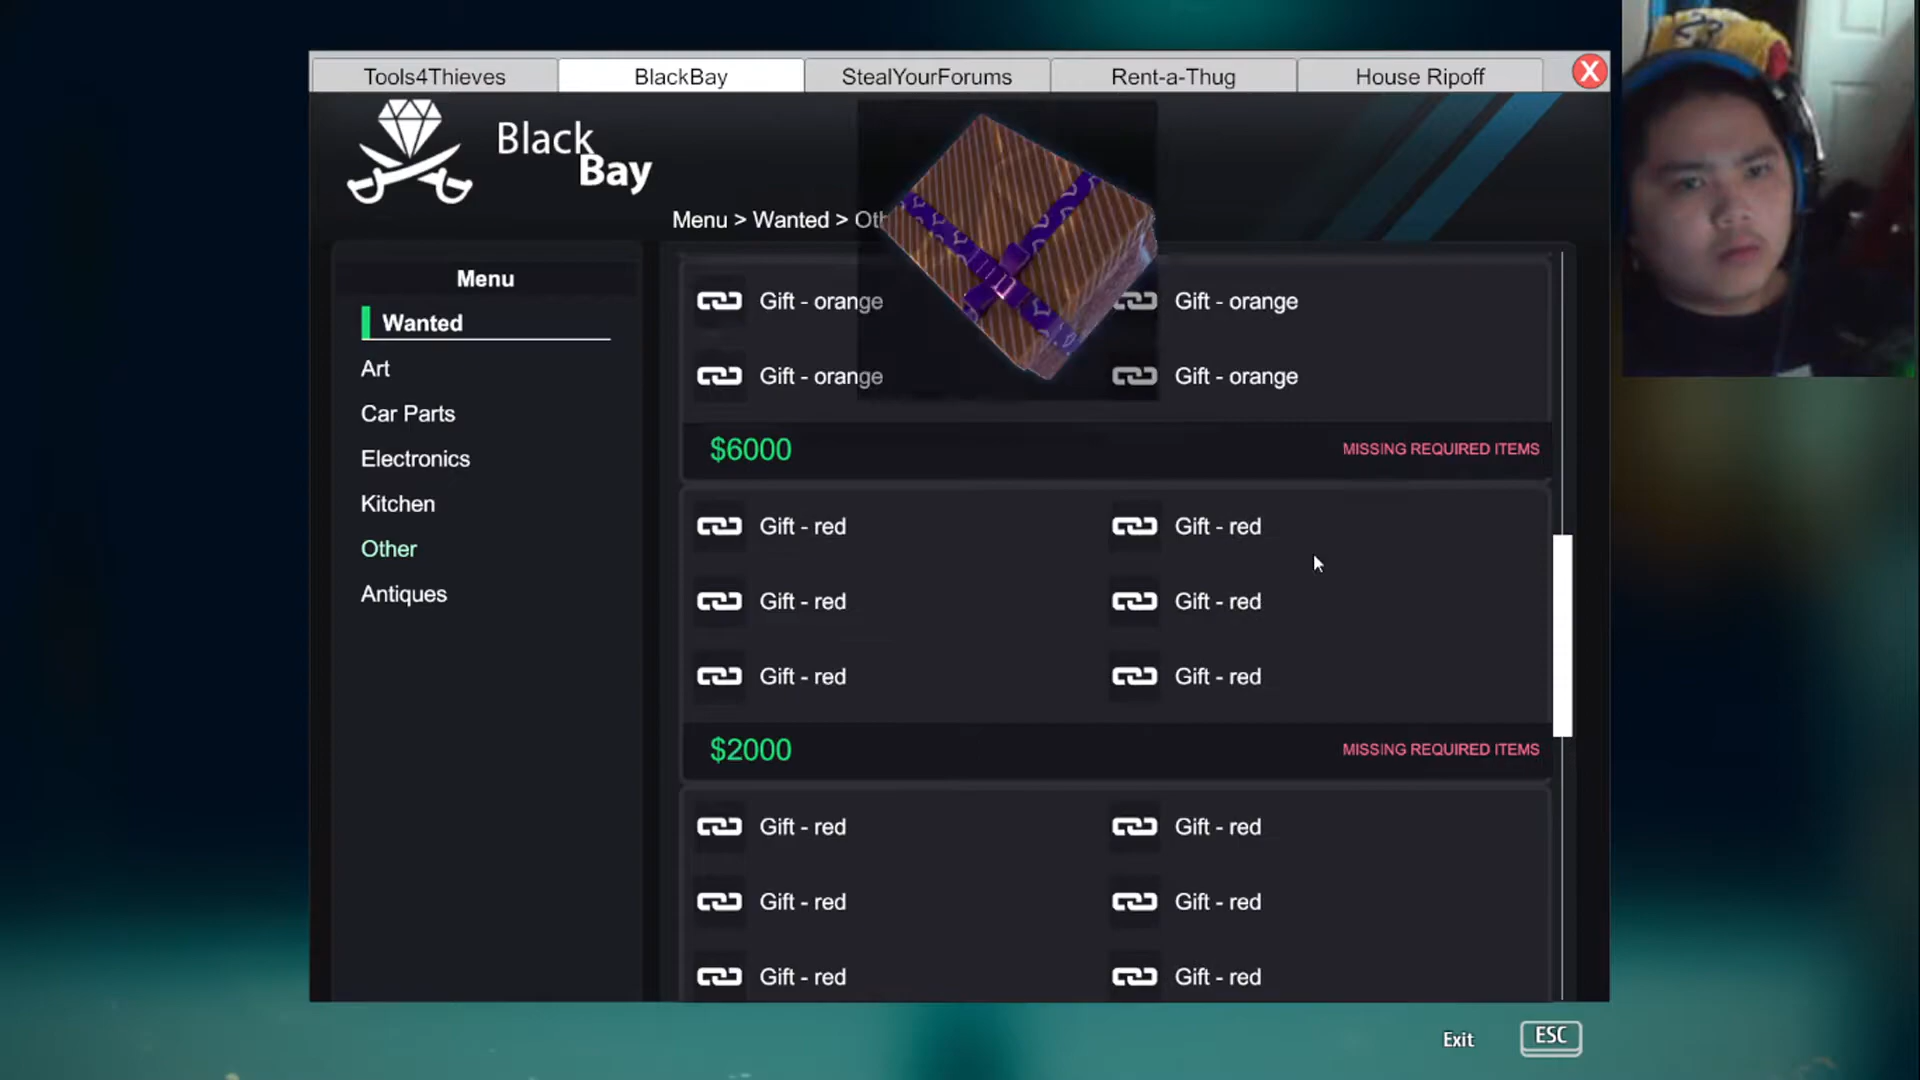 Tools4Thieves BlackBay StealYourForums Rent-a-Thug House Ripoff X
Black
Bay
Menu > Wanted > Oth
Menu
Wanted
Art
Car Parts
Electronics
Kitchen
Other
Antiques
Gift - orange Gift - orange
Gift - orange Gift - orange
$6000 MISSING REQUIRED ITEMS
Gift - red Gift - red
Gift - red Gift - red
Gift - red Gift - red
$2000 MISSING REQUIRED ITEMS
Gift - red Gift - red
Gift - red Gift - red
Gift - red Gift - red
Exit ESC